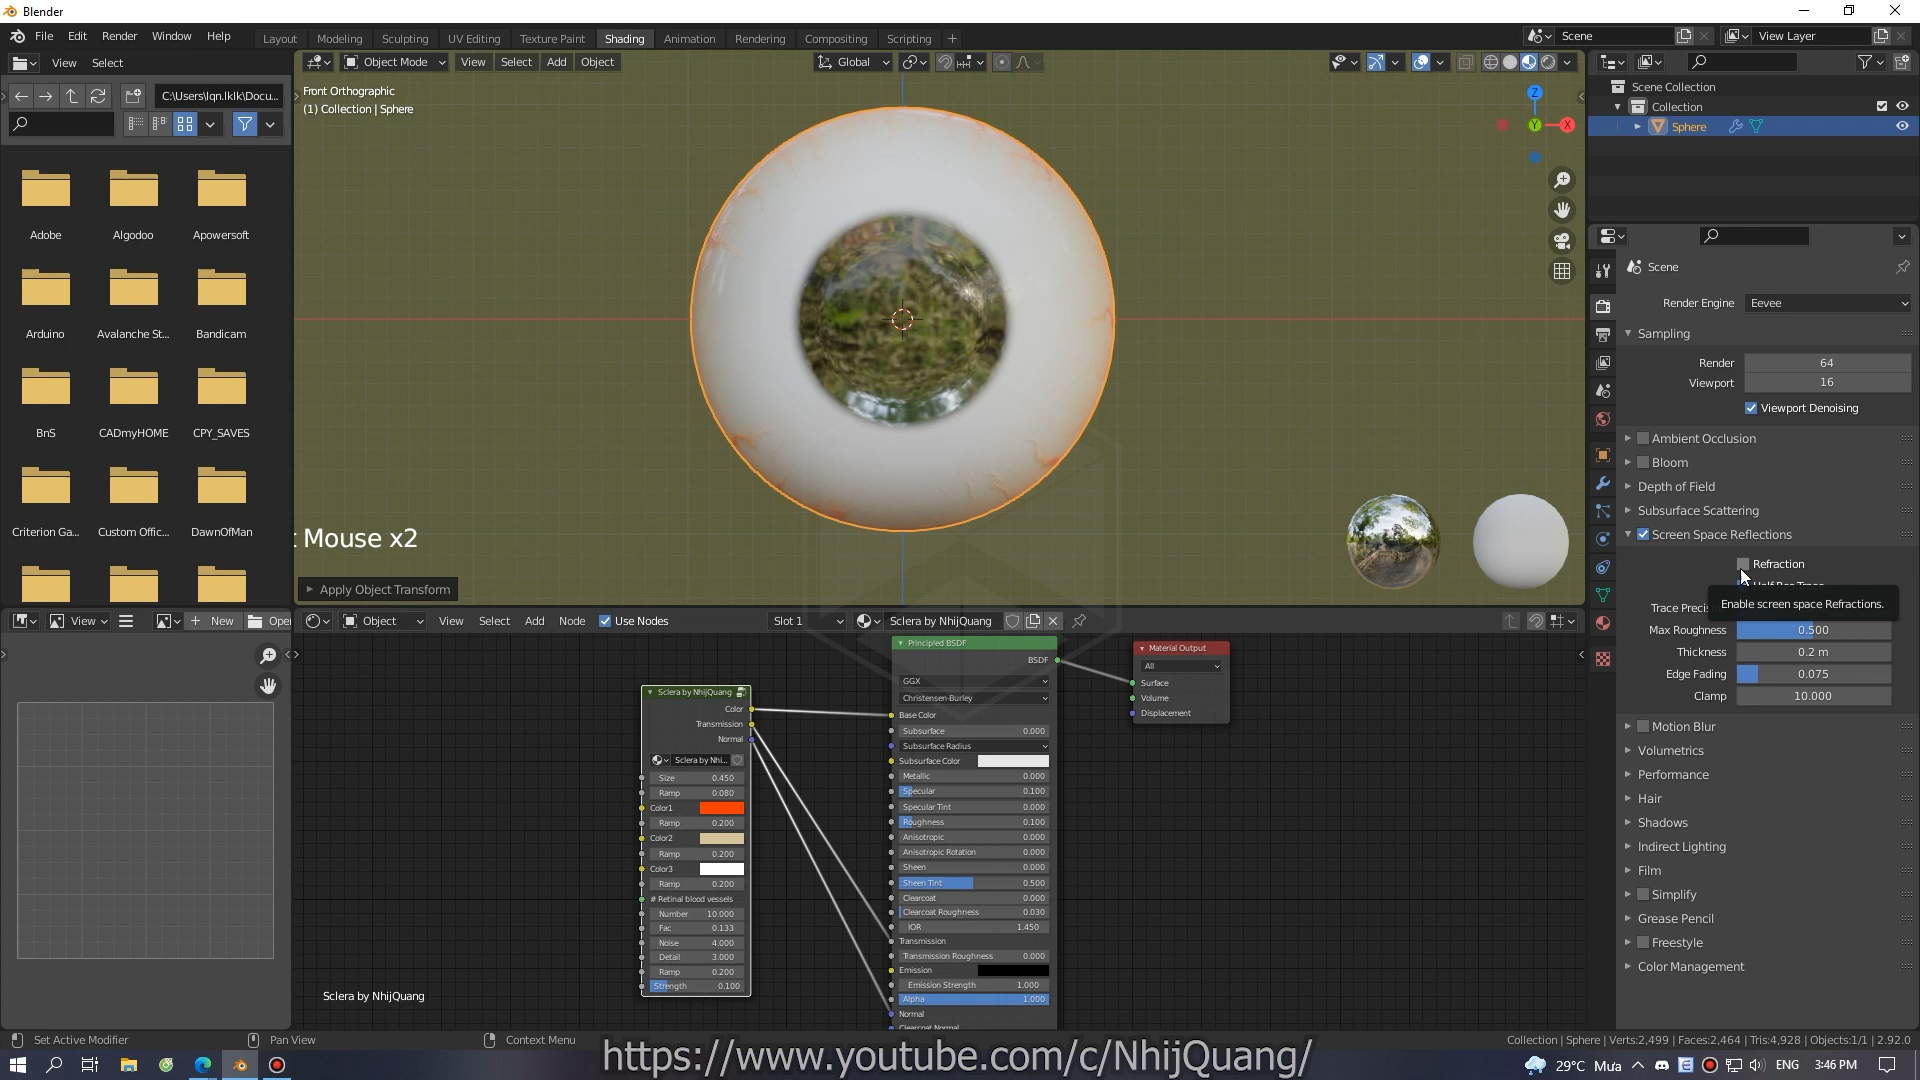 Blender
File Edit Render Window Help
Layout Modeling Sculpting UV Editing Texture Paint Shading Animation Rendering Compositing Scripting
Scene
View Layer
View Select
Object Mode View Select Add Object
Global
C:\Users\lqn.lklk\Docu...
Front Orthographic
(1) Collection | Sphere
Z
Y
X
Scene Collection
Collection
Sphere
Adobe Algodoo Apowersoft
Arduino Avalanche St... Bandicam
BnS CADmyHOME CPY_SAVES
Criterion Ga... Custom Offic... DawnOfMan
t Mouse x2
Apply Object Transform
Scene
Render Engine Eevee
Sampling
Render 64
Viewport 16
Viewport Denoising
Ambient Occlusion
Bloom
Depth of Field
Subsurface Scattering
Screen Space Reflections
Refraction
Half Res Trace
Enable screen space Refractions.
Trace Precis
Max Roughness 0.500
Thickness 0.2 m
Edge Fading 0.075
Clamp 10.000
Motion Blur
Volumetrics
Performance
Hair
Shadows
Indirect Lighting
Film
Simplify
Grease Pencil
Freestyle
Color Management
View New Open
Object View Select Add Node Use Nodes Slot 1 Sclera by NhijQuang
Sclera by NhijQuang
Color
Transmission
Normal
Sclera by Nhi...
Size 0.450
Ramp 0.080
Color1
Ramp 0.200
Color2
Ramp 0.200
Color3
Ramp 0.200
# Retinal blood vessels
Number 10.000
Fac 0.133
Noise 4.000
Detail 3.000
Ramp 0.200
Strength 0.100
Principled BSDF
BSDF
GGX
Christensen-Burley
Base Color
Subsurface 0.000
Subsurface Radius
Subsurface Color
Metallic 0.000
Specular 0.100
Specular Tint 0.000
Roughness 0.100
Anisotropic 0.000
Anisotropic Rotation 0.000
Sheen 0.000
Sheen Tint 0.500
Clearcoat 0.000
Clearcoat Roughness 0.030
IOR 1.450
Transmission
Transmission Roughness 0.000
Emission
Emission Strength 1.000
Alpha 1.000
Normal
Clearcoat Normal
Material Output
All
Surface
Volume
Displacement
Sclera by NhijQuang
Set Active Modifier Pan View Context Menu
Collection | Sphere | Verts:2,499 | Faces:2,464 | Tris:4,928 | Objects:1/1 | 2.92.0
https://www.youtube.com/c/NhijQuang/
29°C Mưa ENG 3:46 PM